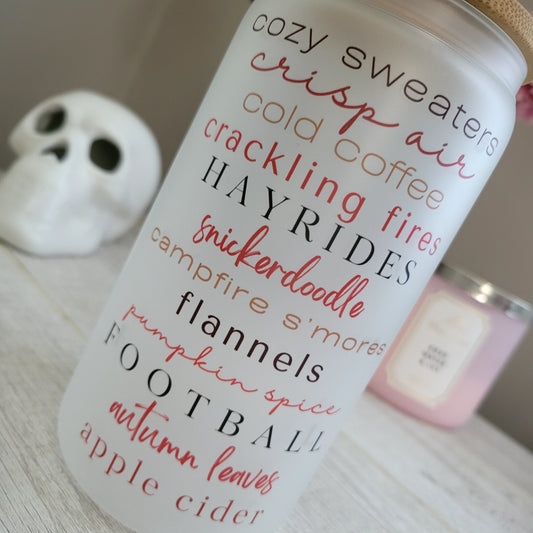 cozy sweaters
crisp air
cold coffee
crackling fires
HAYRIDES
snickerdoodle
campfire s'mores
flannels
pumpkin spice
FOOTBALL
autumn leaves
apple cider